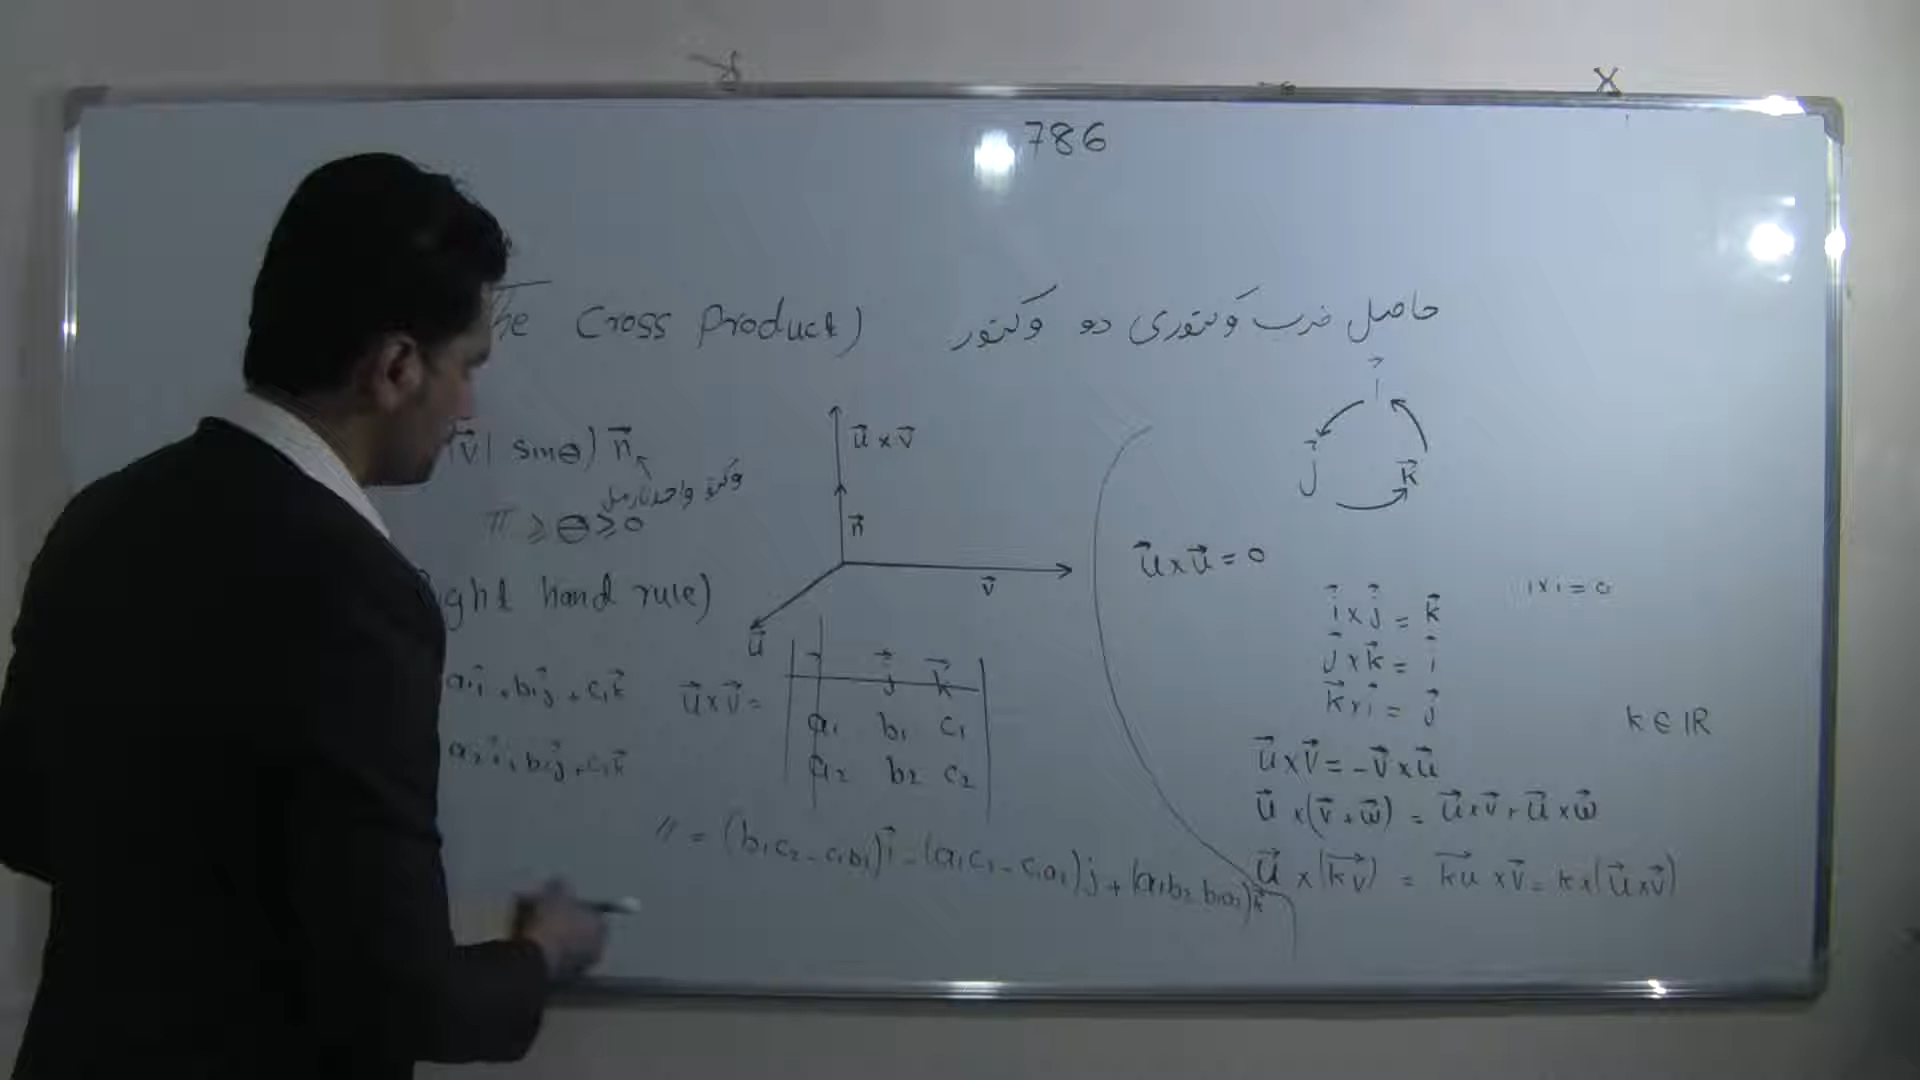 786
he Cross Product) حاصل ضرب وکتوری دو وکتور
v⃗| sinθ) n⃗
وکتور واحد نارمل
π ≥ θ ≥ 0
ght hand rule)
u⃗ × v⃗
n⃗
v⃗
u⃗
a₁i⃗ + b₁j⃗ + c₁k⃗
a₂i⃗ + b₂j⃗ + c₂k⃗
u⃗ × v⃗ =
j⃗ k⃗
a₁ b₁ c₁
a₂ b₂ c₂
〃 = (b₁c₂ - c₁b₂)i⃗ - (a₁c₂ - c₁a₂)j + (a₁b₂ b₁a₂)k⃗
i⃗
j⃗ k⃗
u⃗ × u⃗ = 0
i × i = 0
i⃗ × j⃗ = k⃗
j⃗ × k⃗ = i⃗
k⃗ × i⃗ = j⃗
k ∈ IR
u⃗ × v⃗ = -v⃗ × u⃗
u⃗ × (v⃗ + w⃗) = u⃗ × v⃗ + u⃗ × w⃗
u⃗ × (kv⃗) = ku⃗ × v⃗ = k × (u⃗ × v⃗)